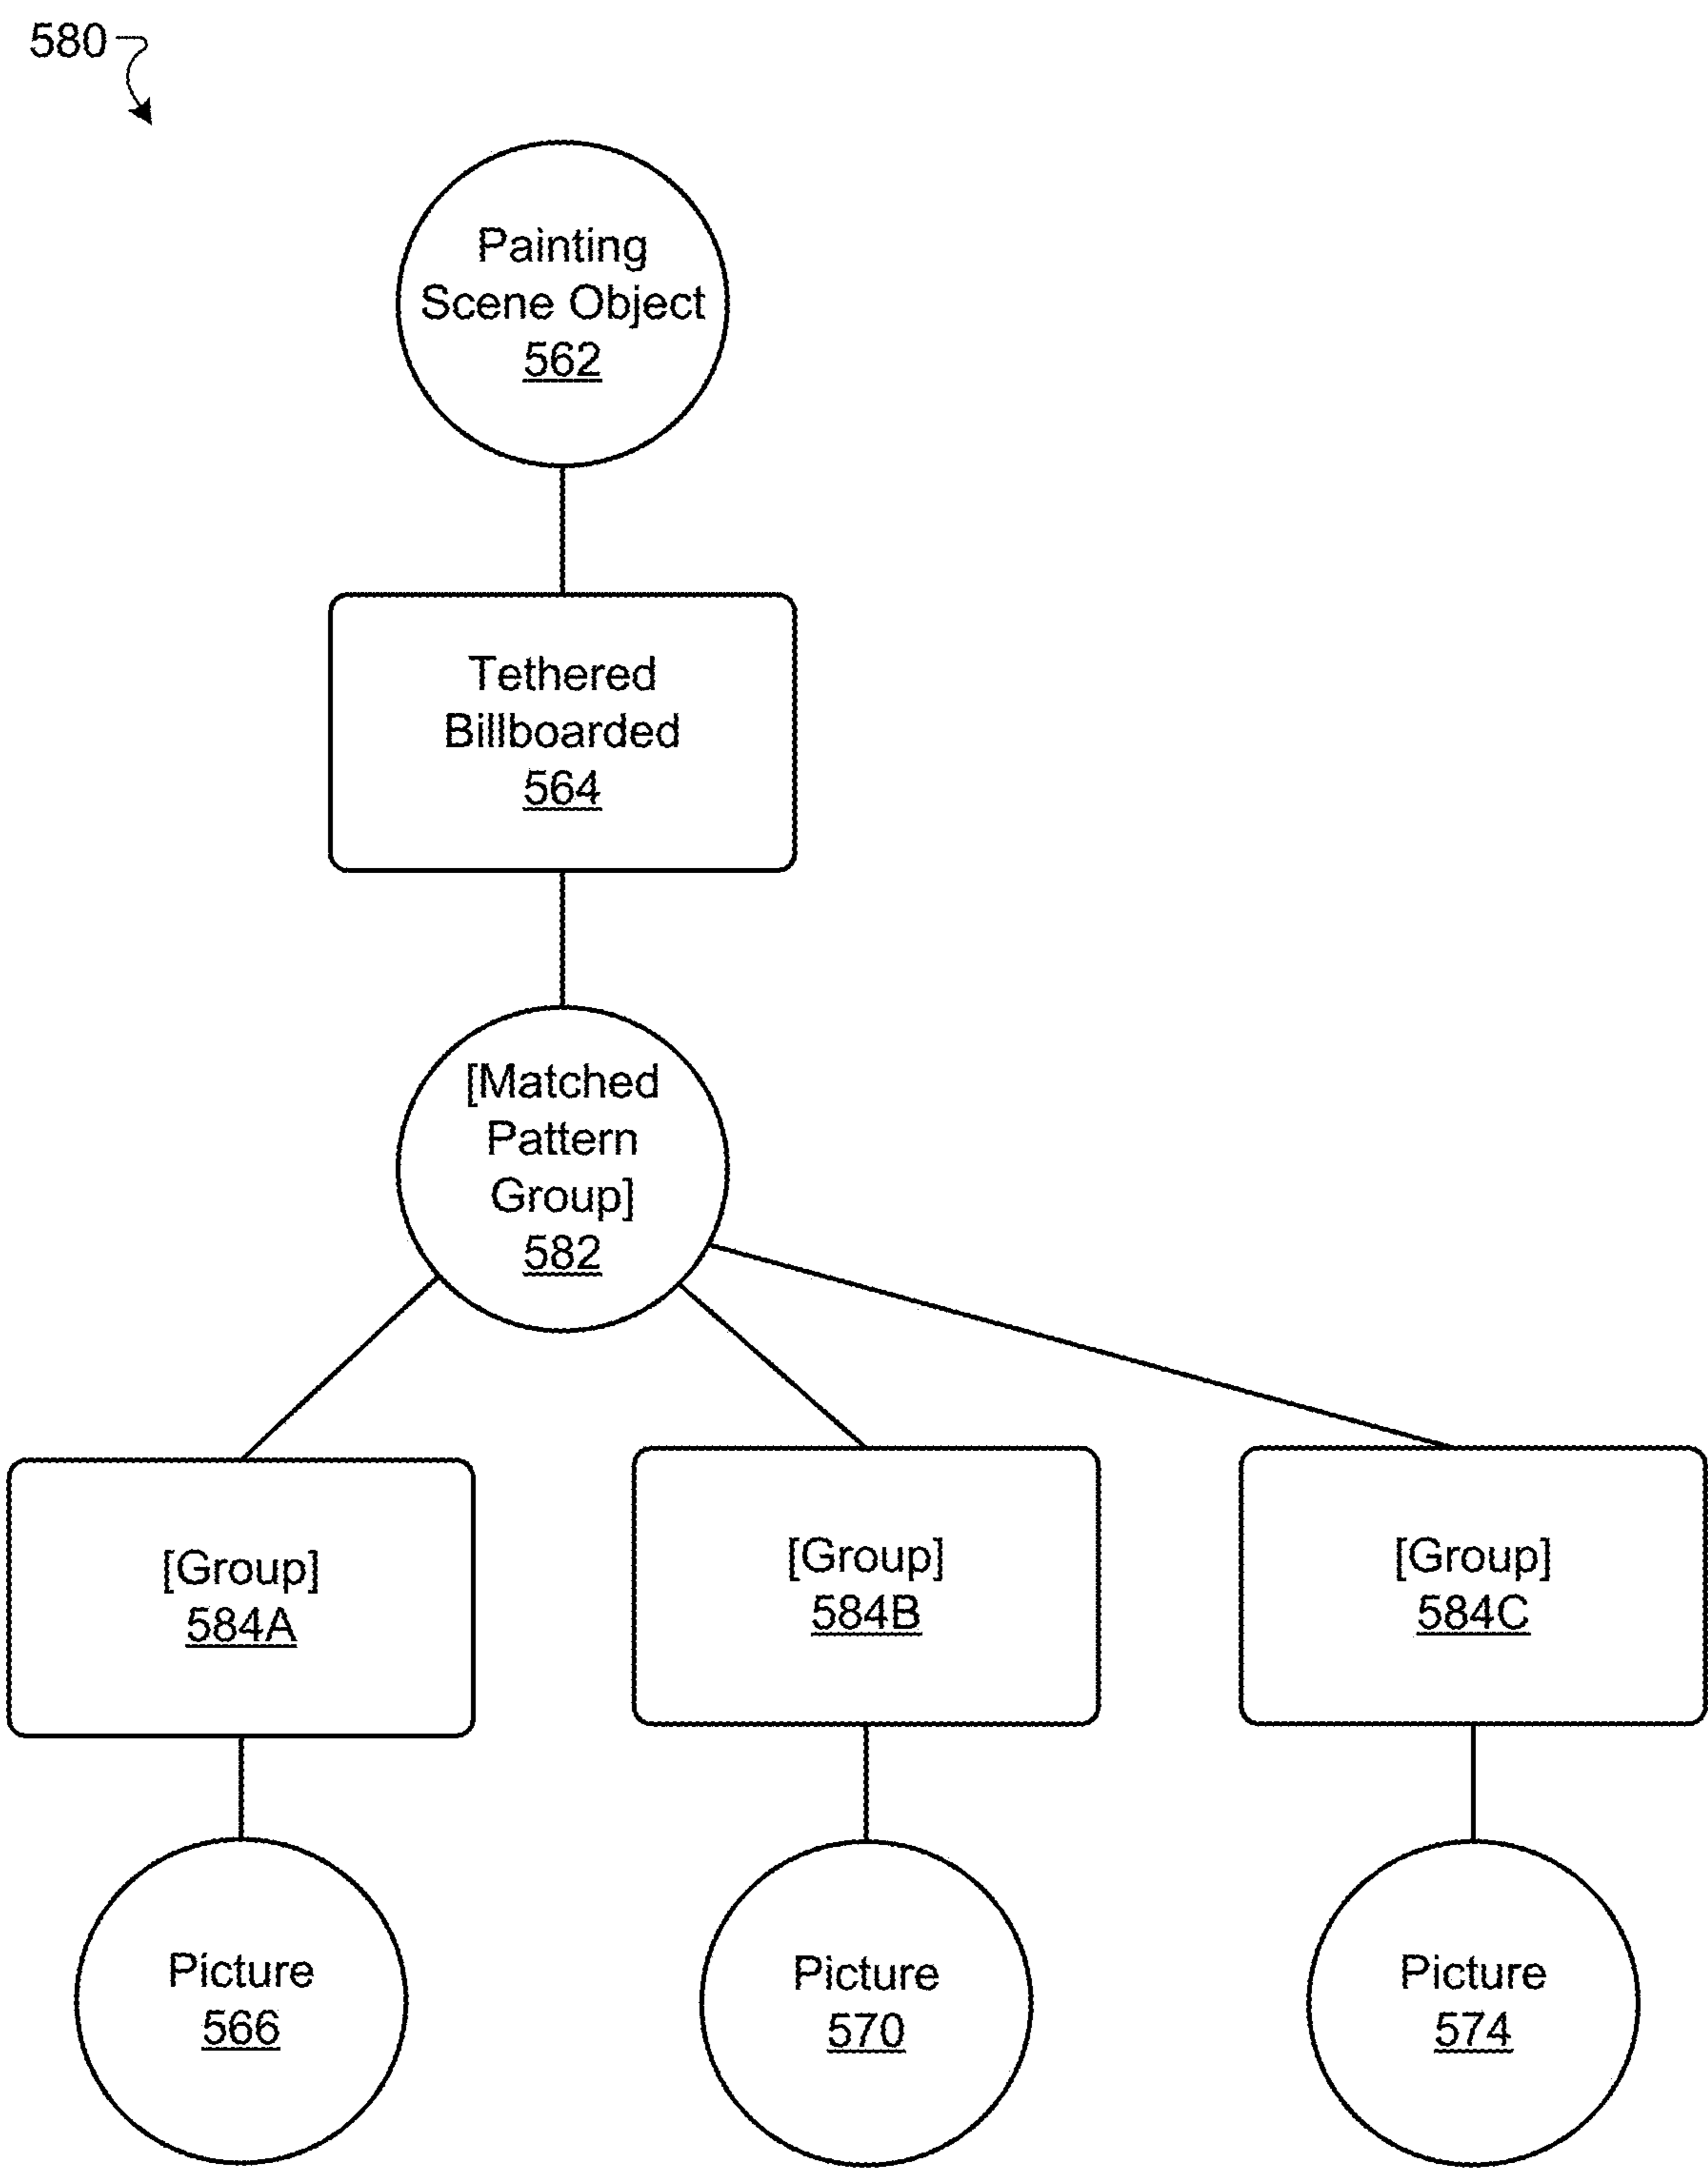 580
Painting
Scene Object
562
Tethered
Billboarded
564
[Matched
Pattern
Group]
582
[Group]
584A
[Group]
584B
[Group]
584C
Picture
566
Picture
570
Picture
574